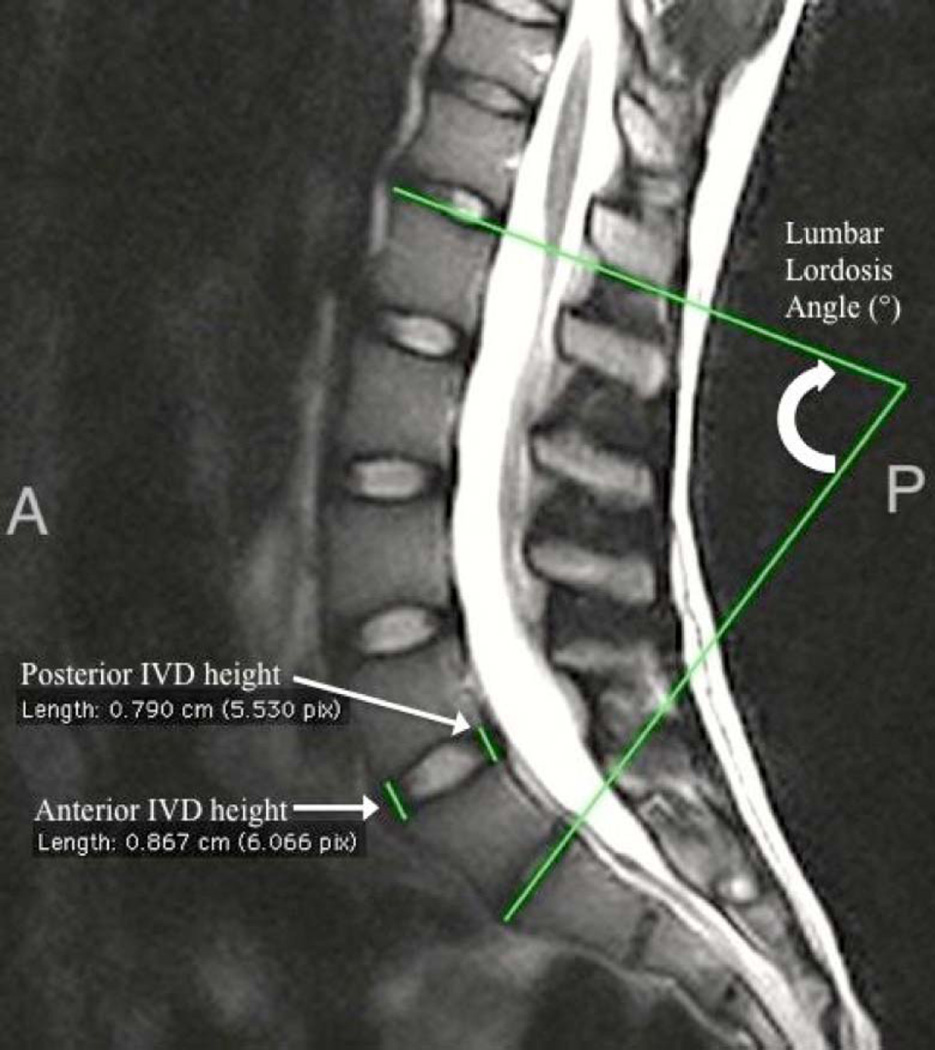 Lumbar
Lordosis
Angle (°)
A
P
Posterior IVD height
Length: 0.790 cm (5.530 pix)
Anterior IVD height
Length: 0.867 cm (6.066 pix)